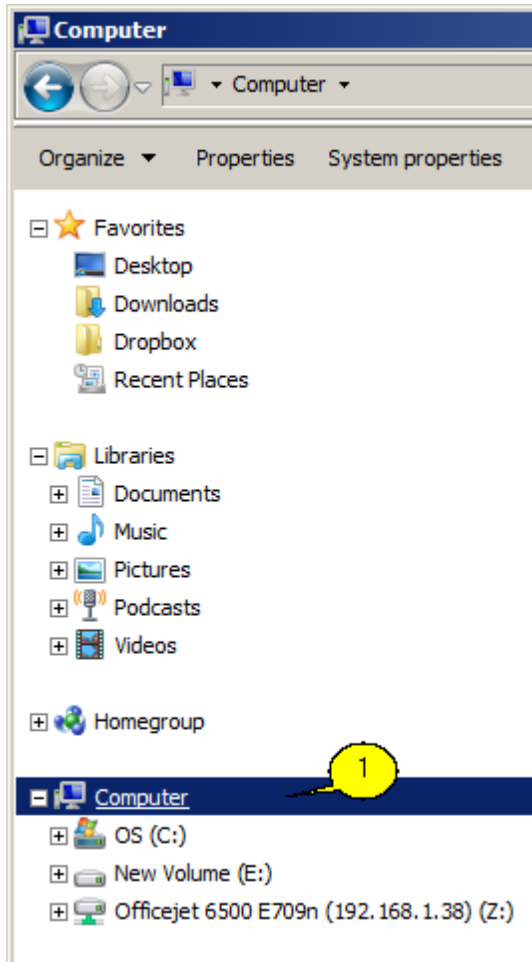 Computer
Computer
Organize Properties System properties
Favorites
Desktop
Downloads
Dropbox
Recent Places
Libraries
Documents
Music
Pictures
Podcasts
Videos
Homegroup
1
Computer
OS (C:)
New Volume (E:)
Officejet 6500 E709n (192.168.1.38) (Z:)